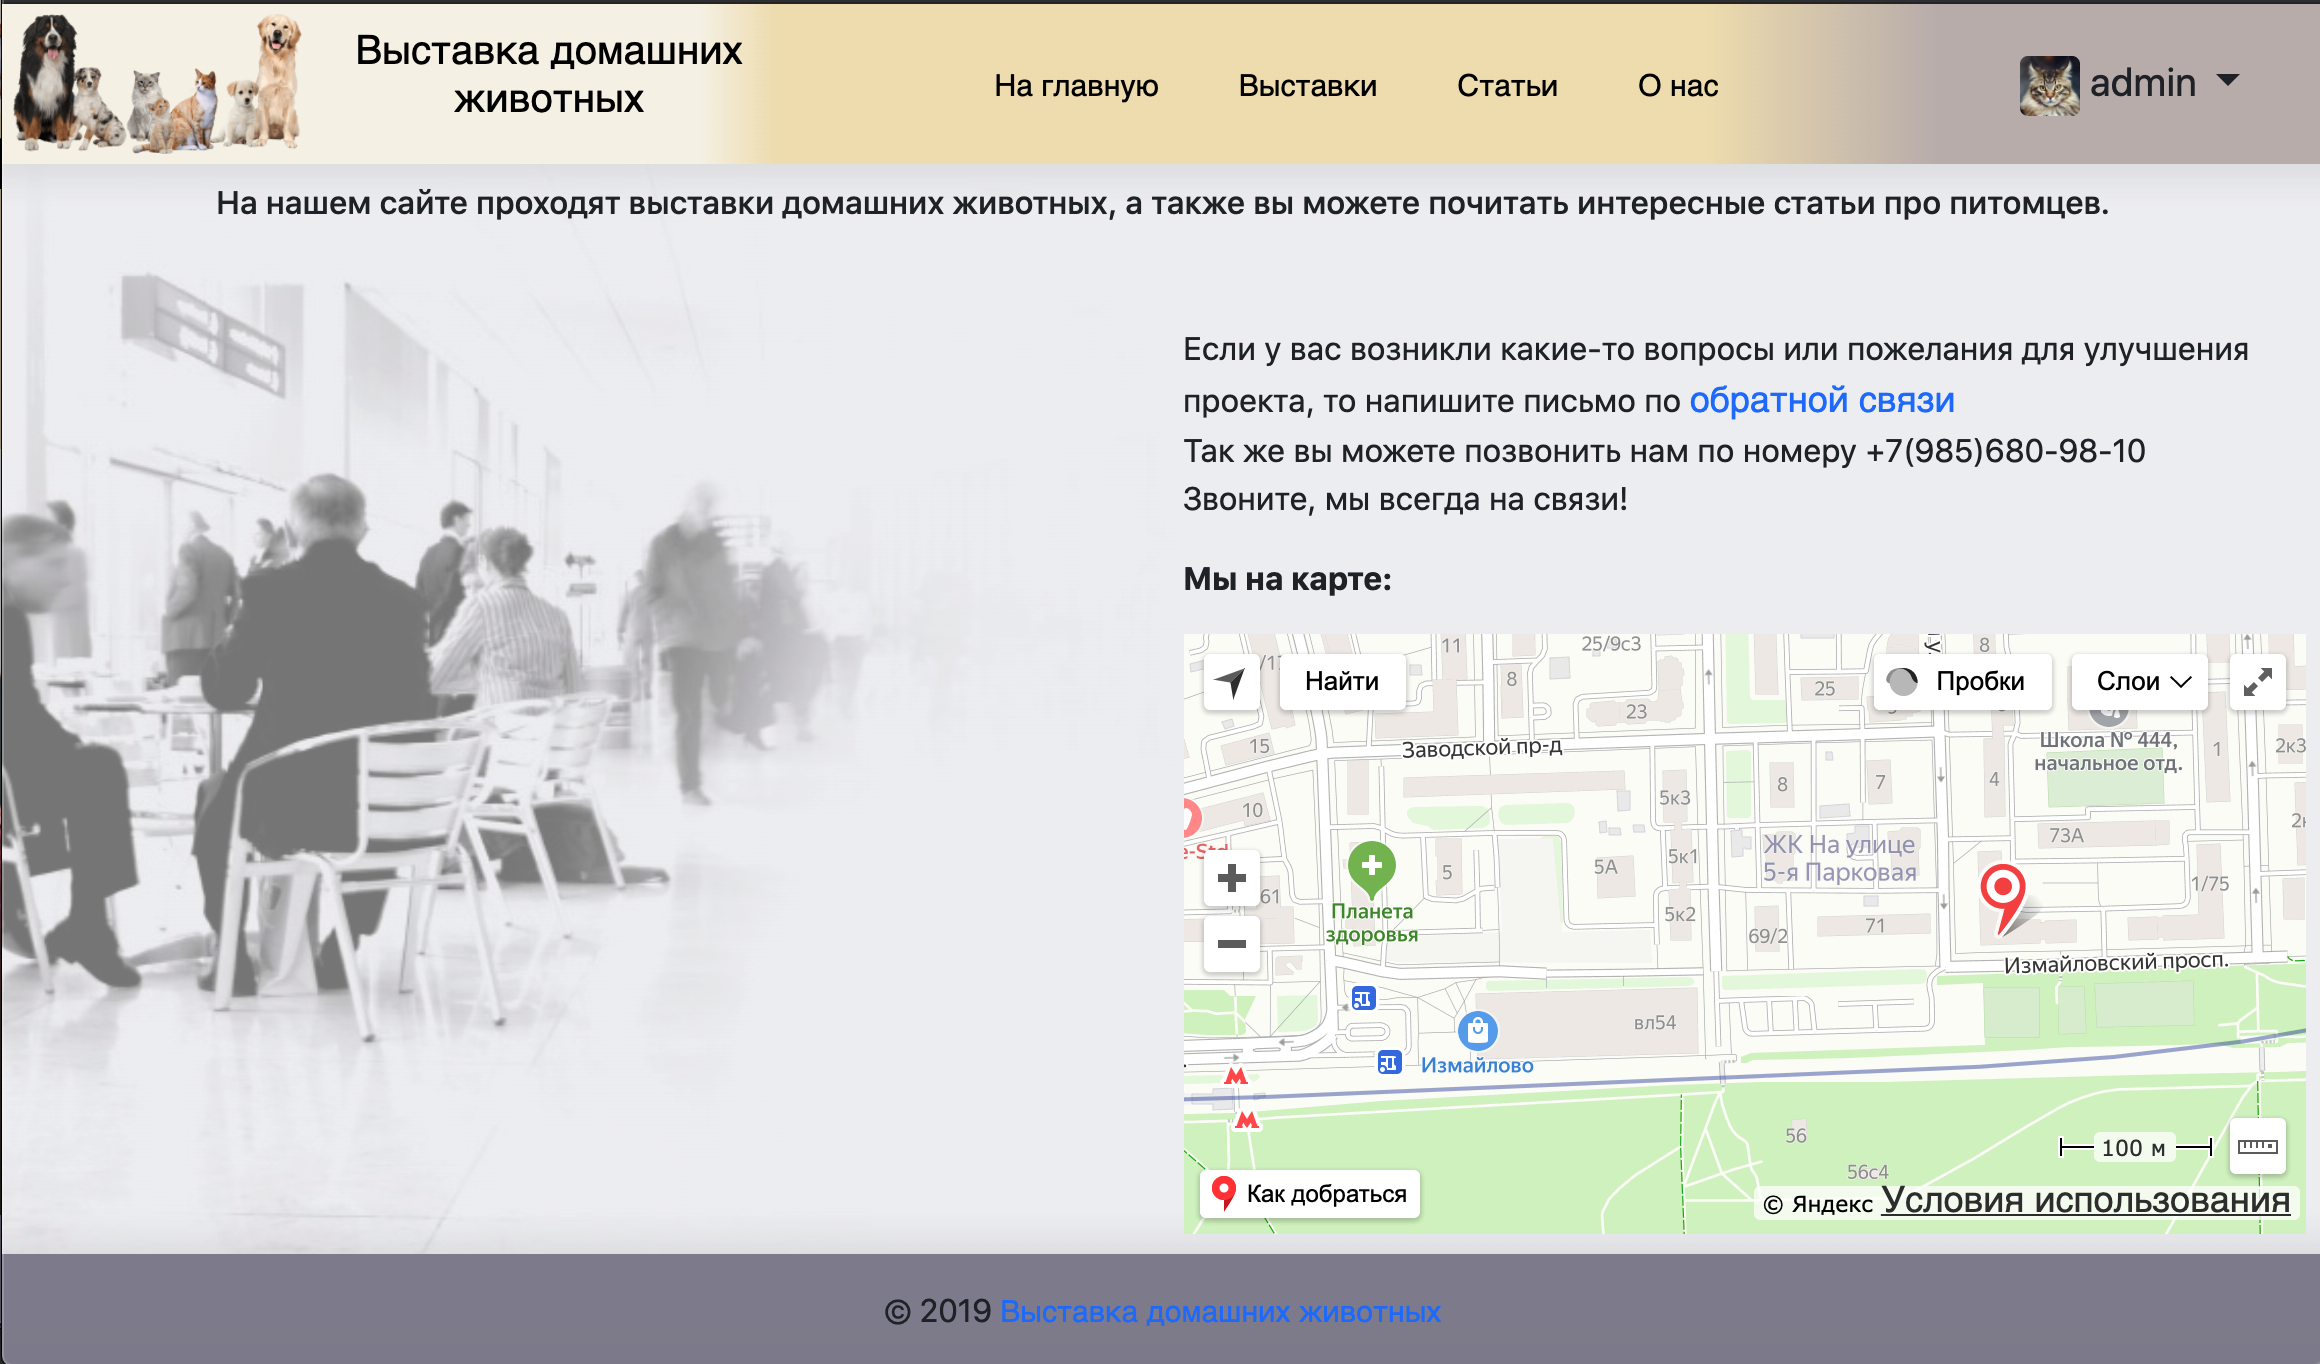 Выставка домашних
животных
На главную
Выставки
Статьи
О нас
admin
На нашем сайте проходят выставки домашних животных, а также вы можете почитать интересные статьи про питомцев.
Если у вас возникли какие-то вопросы или пожелания для улучшения
проекта, то напишите письмо по обратной связи
Так же вы можете позвонить нам по номеру +7(985)680-98-10
Звоните, мы всегда на связи!
Мы на карте:
11
25/9с3
8
Найти
8
Пробки
Слои
25
23
15
Заводской пр-д
Школа № 444,
начальное отд.
1
2к3
8
7
4
5к3
10
73А
ЖК На улице
5-я Парковая
5к1
5А
5
1/75
61
Планета
здоровья
5к2
69/2
71
Измайловский просп.
вл54
Измайлово
56
100 м
56с4
Как добраться
© Яндекс Условия использования
© 2019 Выставка домашних животных